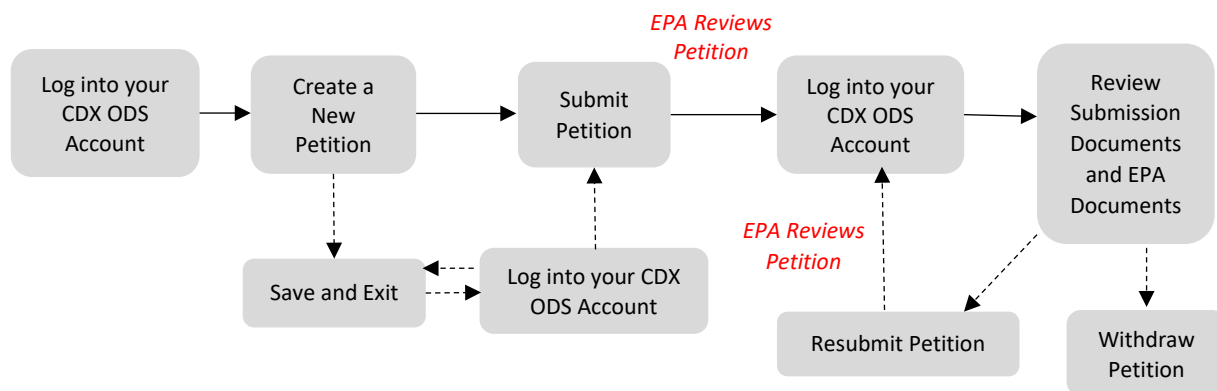 EPA Reviews
Petition
Log into your
CDX ODS
Account
Create a
New
Petition
Submit
Petition
Log into your
CDX ODS
Account
Review
Submission
Documents
and EPA
Documents
EPA Reviews
Petition
Save and Exit
Log into your CDX
ODS Account
Resubmit Petition
Withdraw
Petition